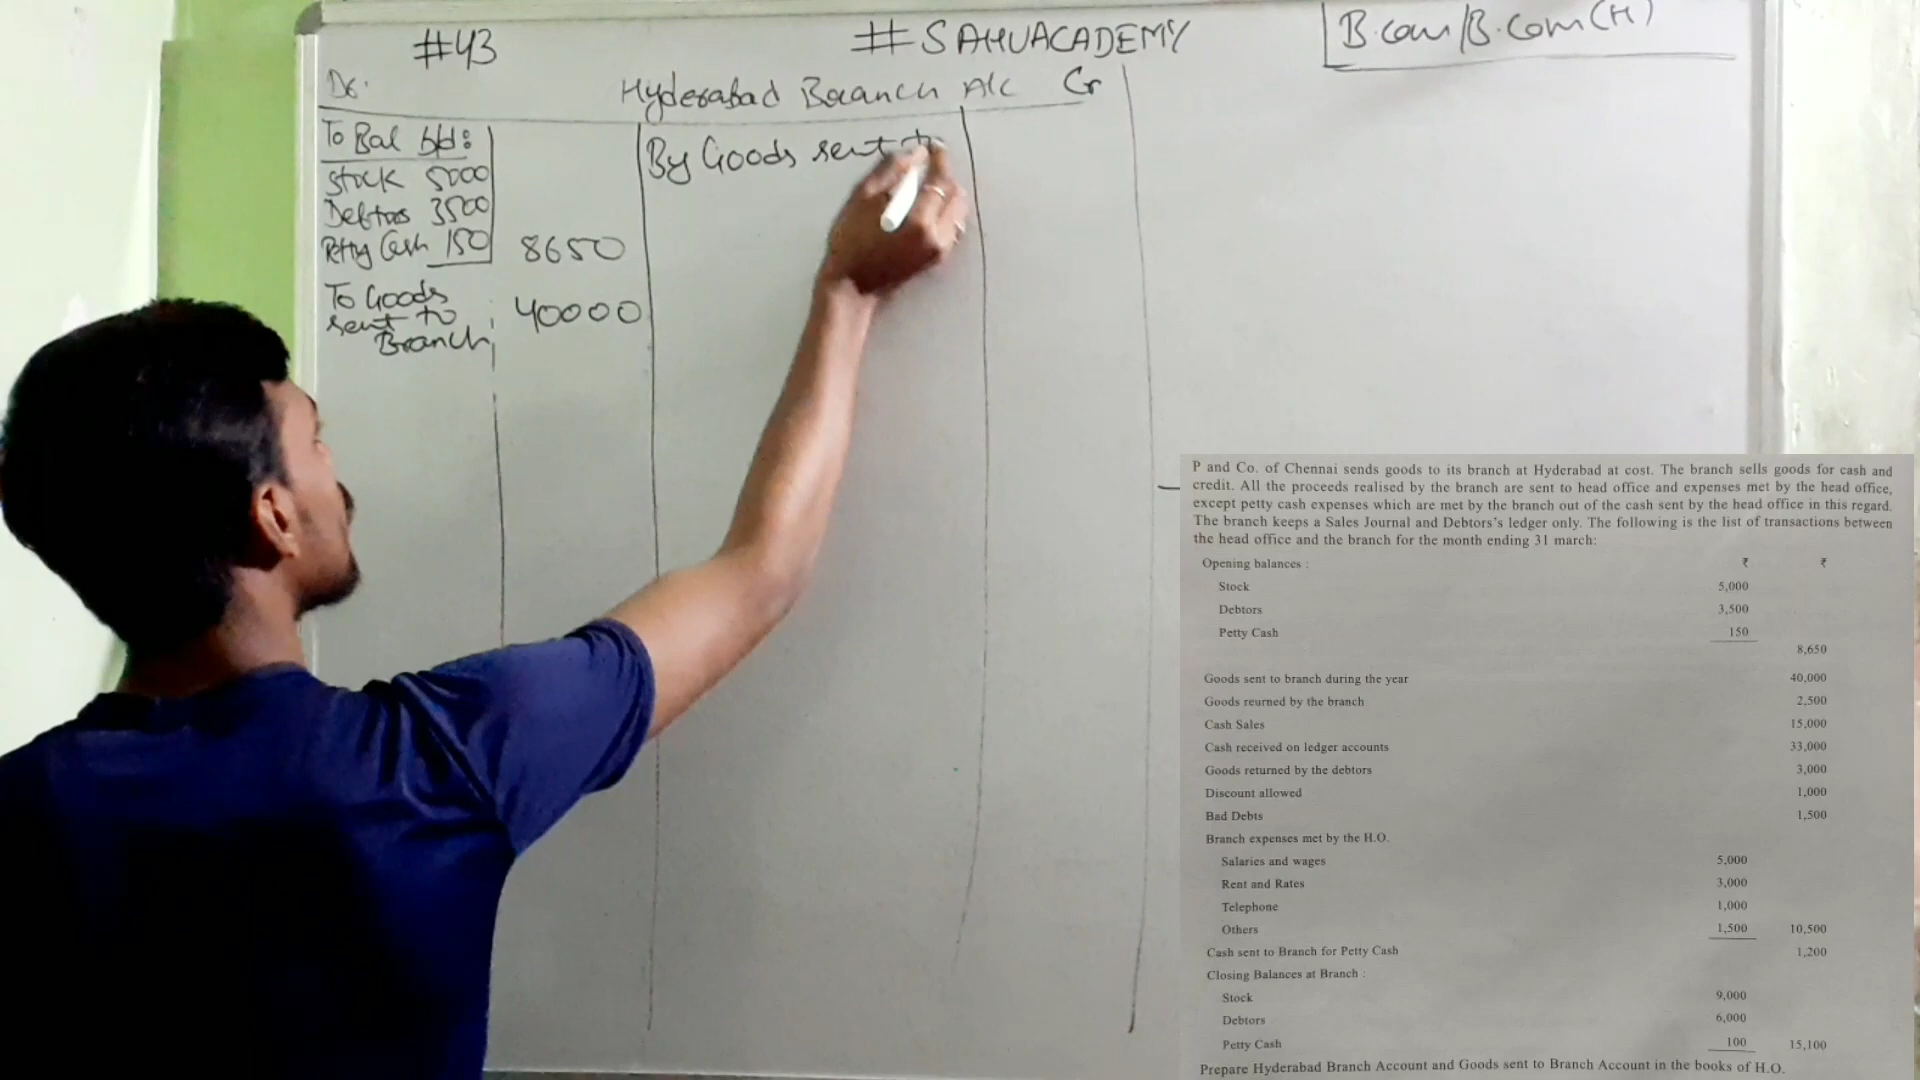 #43
#SAHUACADEMY
B.com/B.com(H)
Dr. Hyderabad Branch A/c Cr
To Bal b/d:
Stock 5000
Debtors 3500
Petty Cash 150 8650
To Goods
sent to
Branch 40000
By Goods sent
P and Co. of Chennai sends goods to its branch at Hyderabad at cost. The branch sells goods for cash and
credit. All the proceeds realised by the branch are sent to head office and expenses met by the head office,
except petty cash expenses which are met by the branch out of the cash sent by the head office in this regard.
The branch keeps a Sales Journal and Debtors's ledger only. The following is the list of transactions between
the head office and the branch for the month ending 31 march:
Opening balances : ₹ ₹
Stock 5,000
Debtors 3,500
Petty Cash 150
8,650
Goods sent to branch during the year 40,000
Goods reurned by the branch 2,500
Cash Sales 15,000
Cash received on ledger accounts 33,000
Goods returned by the debtors 3,000
Discount allowed 1,000
Bad Debts 1,500
Branch expenses met by the H.O.
Salaries and wages 5,000
Rent and Rates 3,000
Telephone 1,000
Others 1,500 10,500
Cash sent to Branch for Petty Cash 1,200
Closing Balances at Branch :
Stock 9,000
Debtors 6,000
Petty Cash 100 15,100
Prepare Hyderabad Branch Account and Goods sent to Branch Account in the books of H.O.